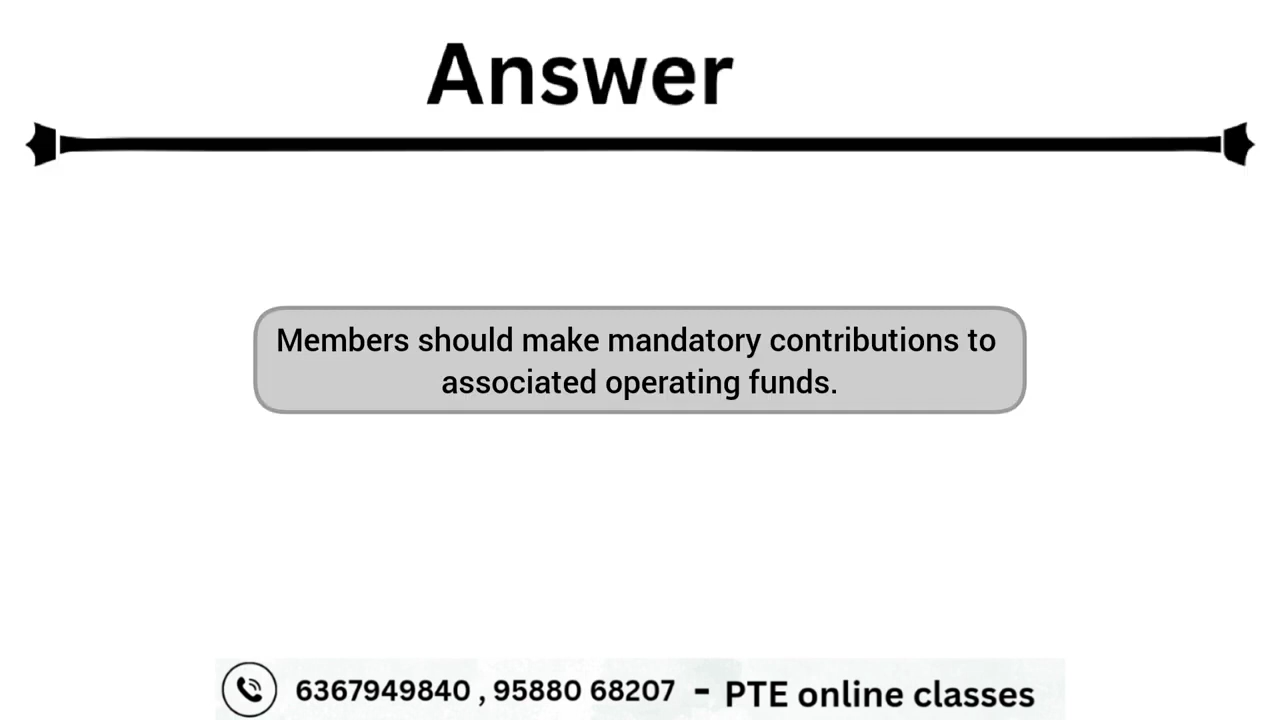 Answer
Members should make mandatory contributions to
associated operating funds.
6367949840 , 95880 68207 - PTE online classes